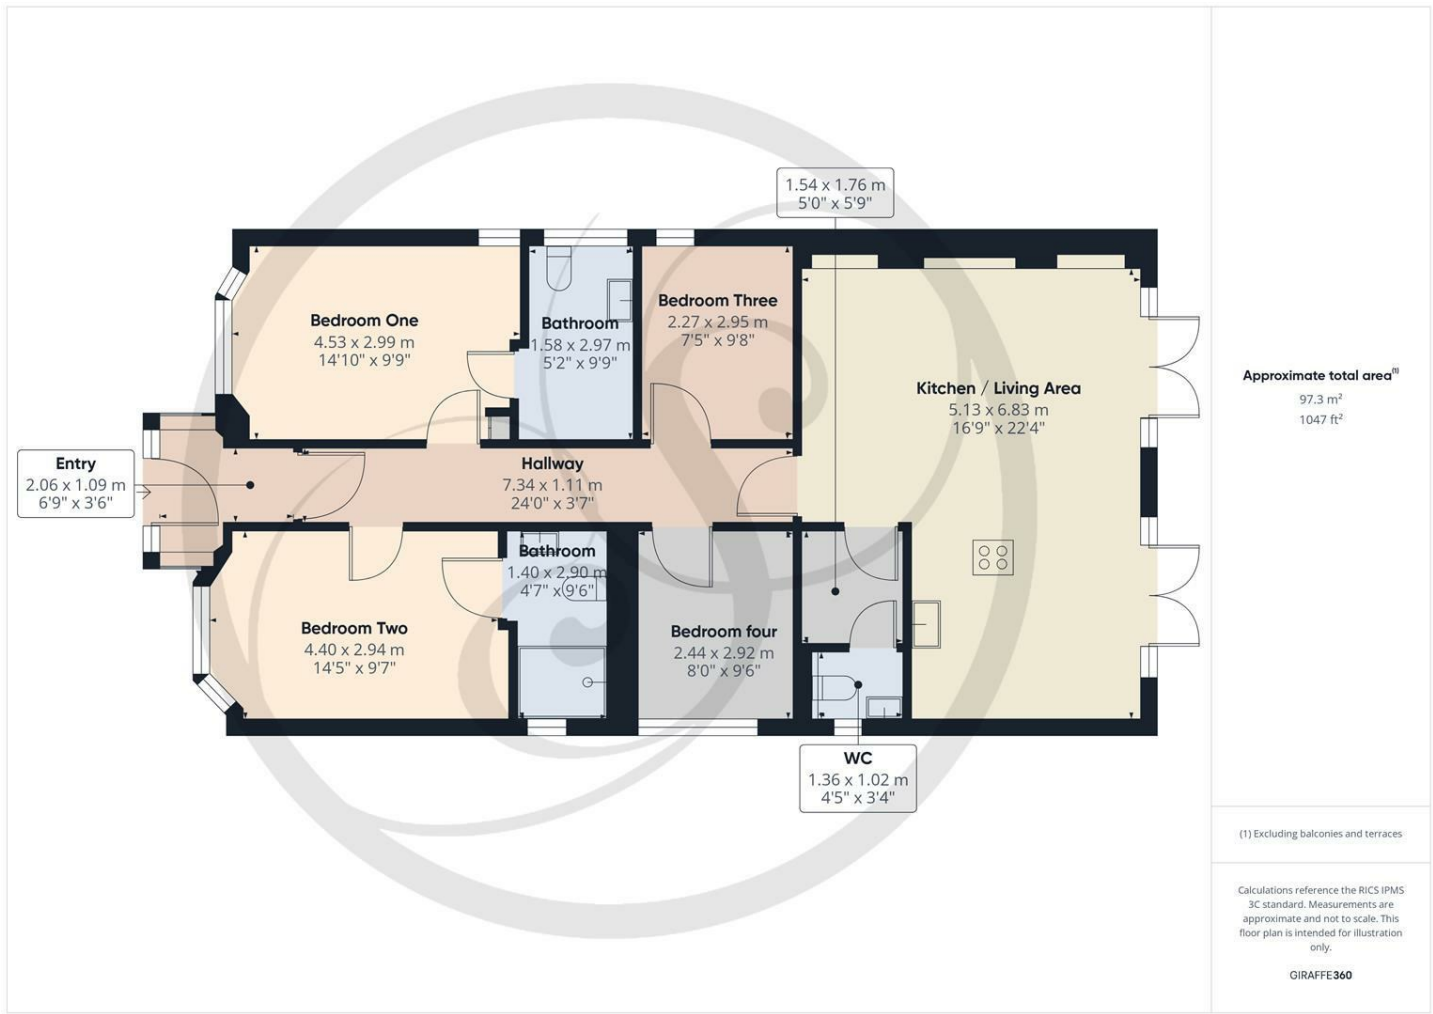 1.54 x 1.76 m
5'0" x 5'9"
Bedroom One
4.53 x 2.99 m
14'10" x 9'9"
Bathroom
1.58 x 2.97 m
5'2" x 9'9"
Bedroom Three
2.27 x 2.95 m
7'5" x 9'8"
Kitchen / Living Area
5.13 x 6.83 m
16'9" x 22'4"
Entry
2.06 x 1.09 m
6'9" x 3'6"
Hallway
7.34 x 1.11 m
24'0" x 3'7"
Bathroom
1.40 x 2.90 m
4'7" x 9'6"
Bedroom Two
4.40 x 2.94 m
14'5" x 9'7"
Bedroom four
2.44 x 2.92 m
8'0" x 9'6"
WC
1.36 x 1.02 m
4'5" x 3'4"
Approximate total area(1)
97.3 m²
1047 ft²
(1) Excluding balconies and terraces
Calculations reference the RICS IPMS
3C standard. Measurements are
approximate and not to scale. This
floor plan is intended for illustration
only.
GIRAFFE360